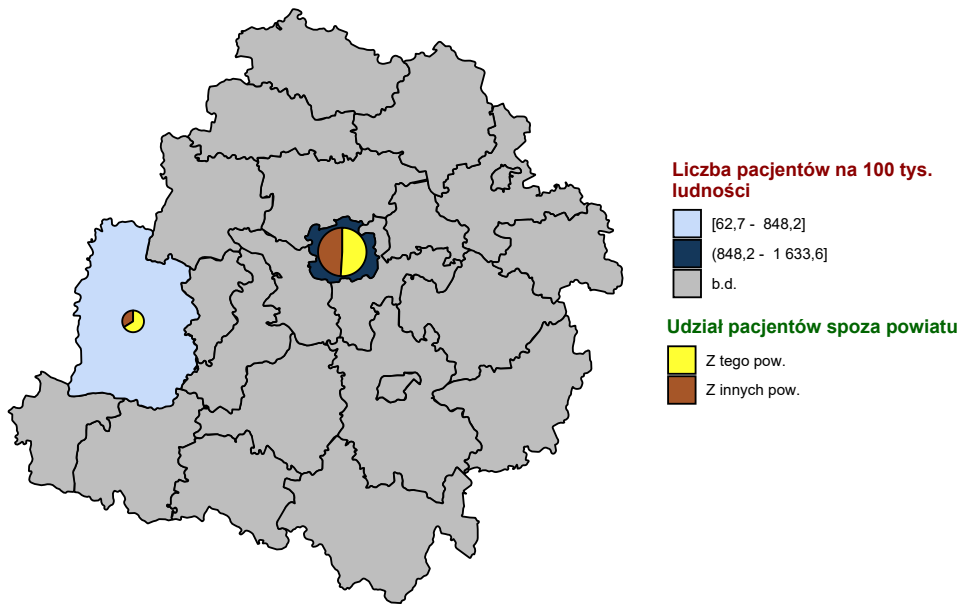 Liczba pacjentów na 100 tys.
ludności
[62,7 - 848,2]
(848,2 - 1 633,6]
b.d.
Udział pacjentów spoza powiatu
Z tego pow.
Z innych pow.